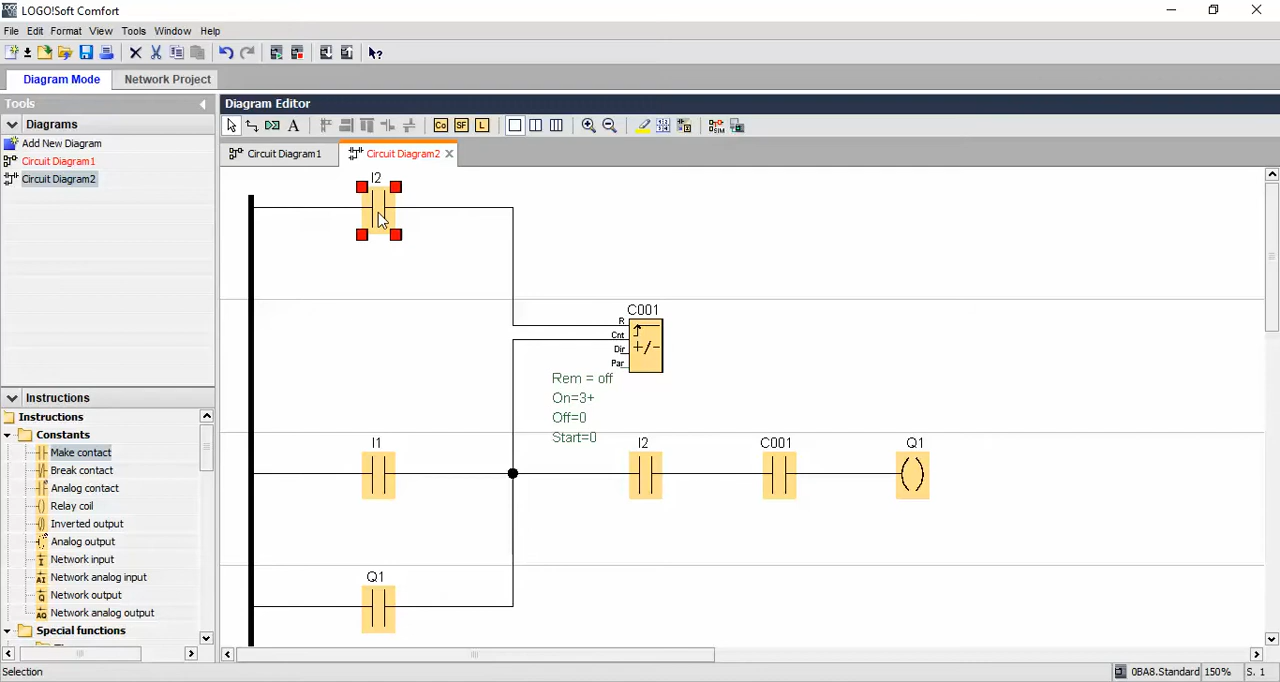 LOGO!Soft Comfort
File Edit Format View Tools Window Help
Diagram Mode Network Project
Tools
Diagrams
Add New Diagram
Circuit Diagram1
Circuit Diagram2
Instructions
Instructions
Constants
Make contact
Break contact
Analog contact
Relay coil
Inverted output
Analog output
Network input
Network analog input
Network output
Network analog output
Special functions
Diagram Editor
A Co SF L
Circuit Diagram1 Circuit Diagram2
I2
C001
R
Cnt
Dir
Par
+/-
Rem = off
On=3+
Off=0
Start=0
I1 I2 C001 Q1
Q1
Selection 0BA8.Standard 150% S. 1